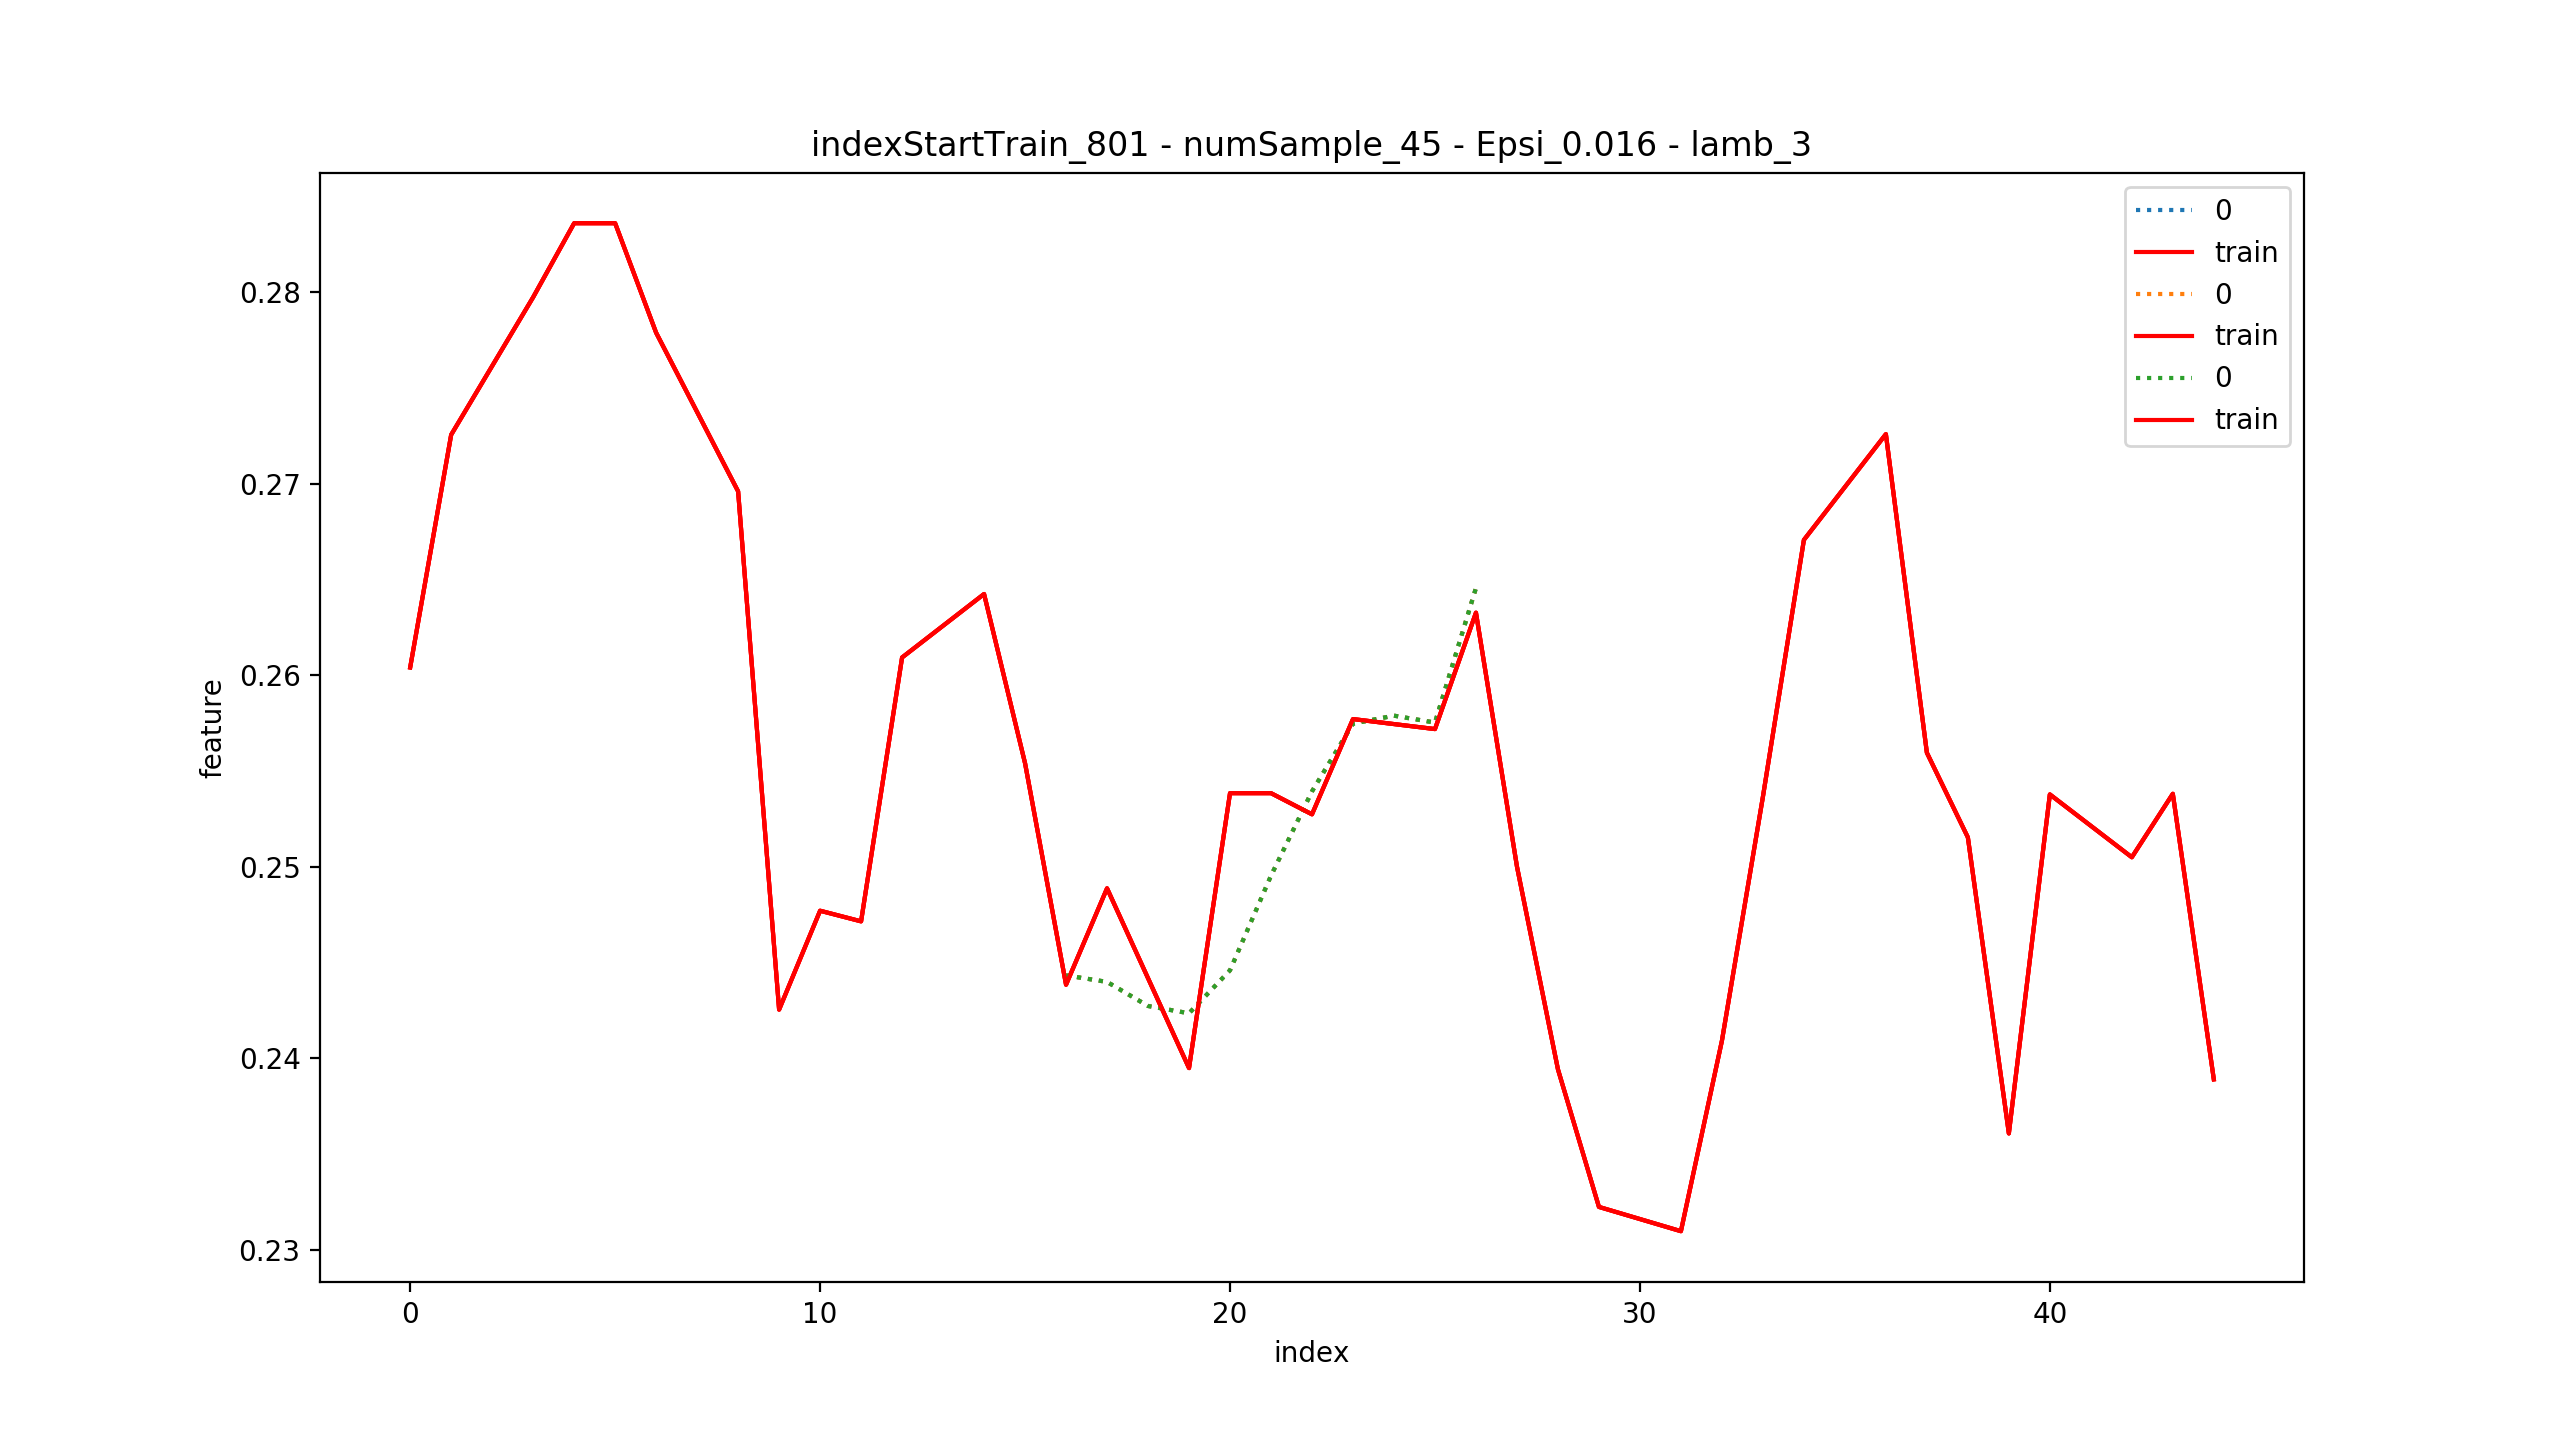 indexStartTrain_801 - numSample_45 - Epsi_0.016 - lamb_3
0
train
0
train
0
train
0.28
0.27
0.26
0.25
0.24
0.23
feature
0 10 20 30 40
index